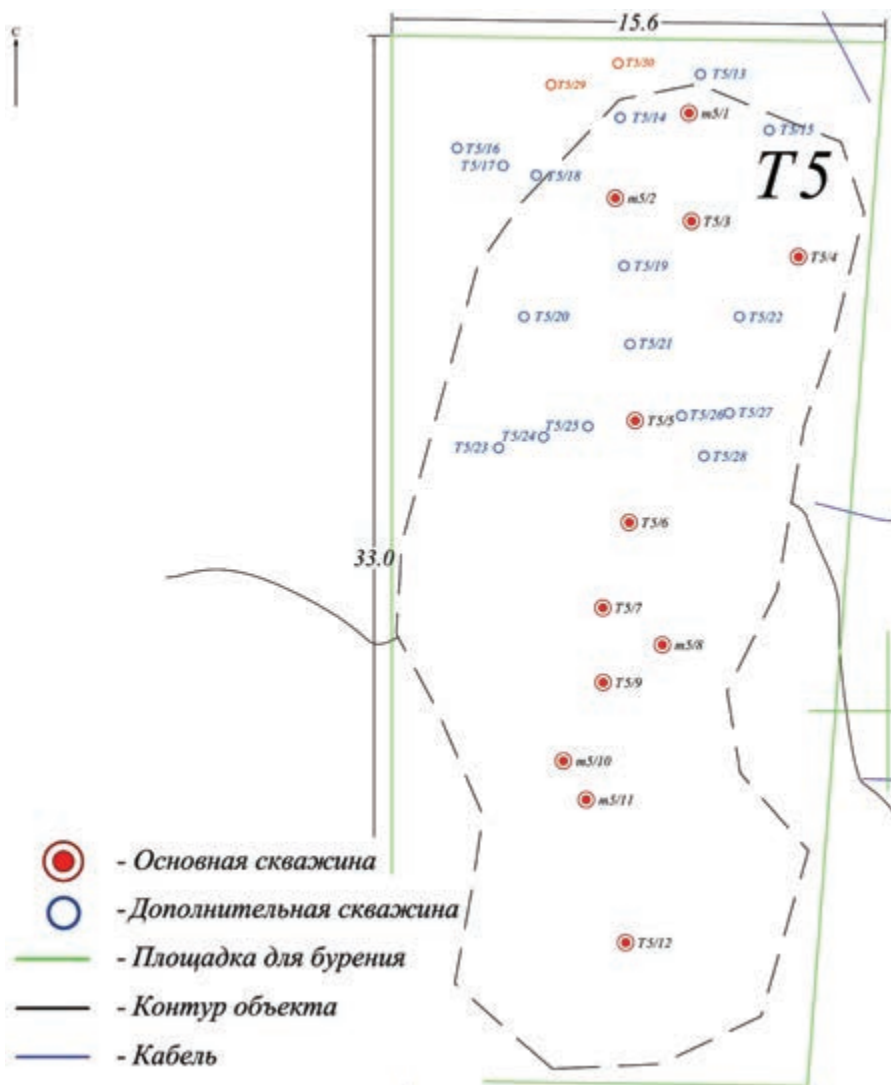 15.6
с
T5/30
T5/29
T5/13
m5/1
T5/14
T5/15
T5/16
T5/17
T5/18
T5
m5/2
T5/3
T5/4
T5/19
T5/20
T5/22
T5/21
T5/5
T5/26
T5/27
T5/25
T5/24
T5/23
T5/28
T5/6
33.0
T5/7
m5/8
T5/9
m5/10
m5/11
- Основная скважина
- Дополнительная скважина
T5/12
- Площадка для бурения
- Контур объекта
- Кабель